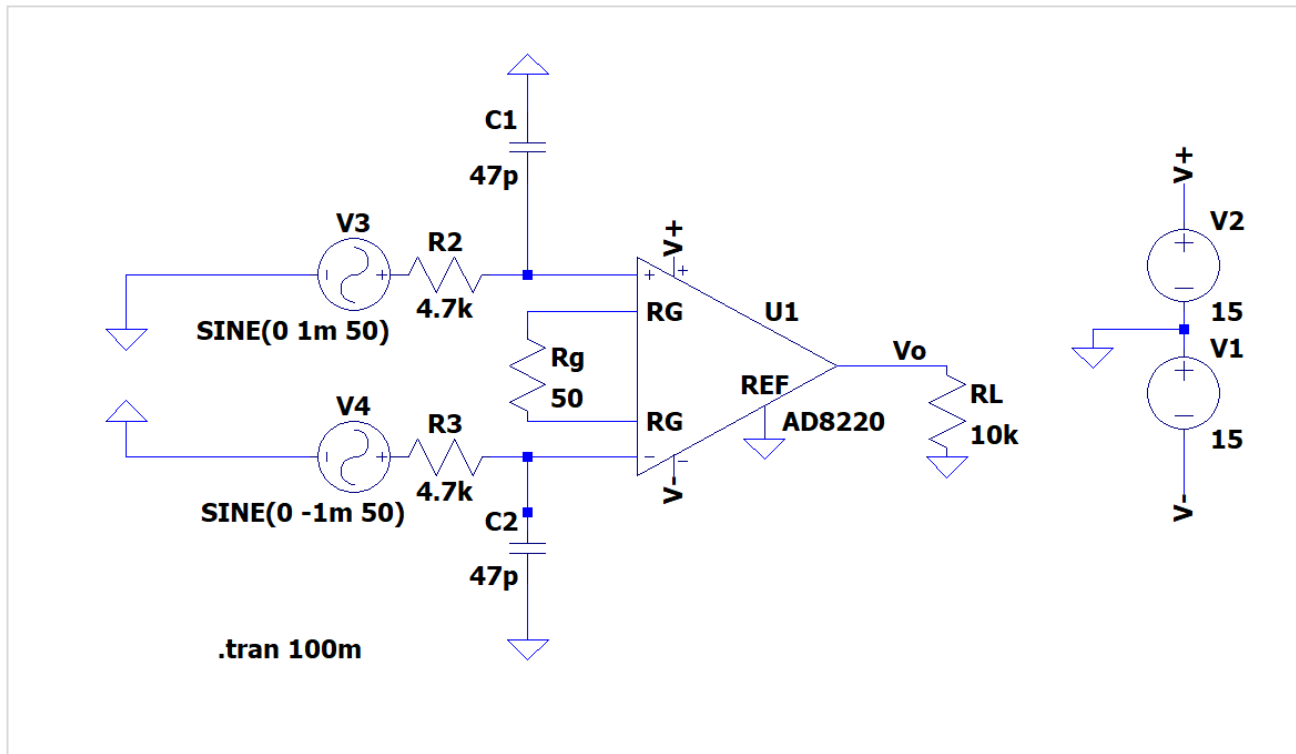 C1
47p
V3
R2
4.7k
SINE(0 1m 50)
V+
+
+
RG
U1
Rg
50
RG
REF
AD8220
Vo
RL
10k
V4
R3
4.7k
SINE(0 -1m 50)
V-
C2
47p
.tran 100m
V+
V2
15
V1
15
V-